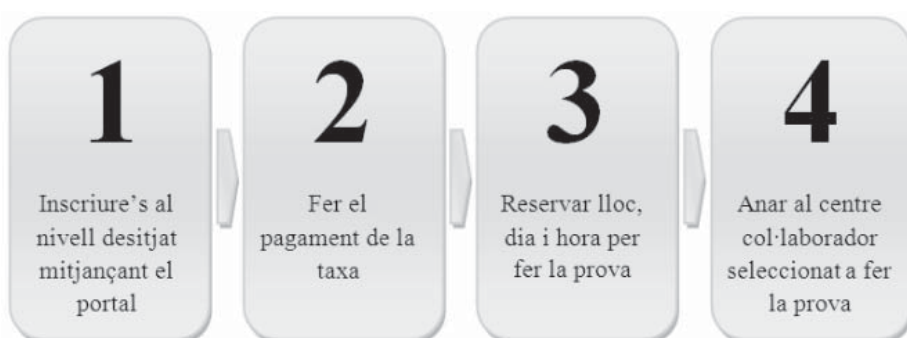 1
Inscriure’s al
nivell desitjat
mitjançant el
portal
2
Fer el
pagament de la
taxa
3
Reservar lloc,
dia i hora per
fer la prova
4
Anar al centre
col·laborador
seleccionat a fer
la prova